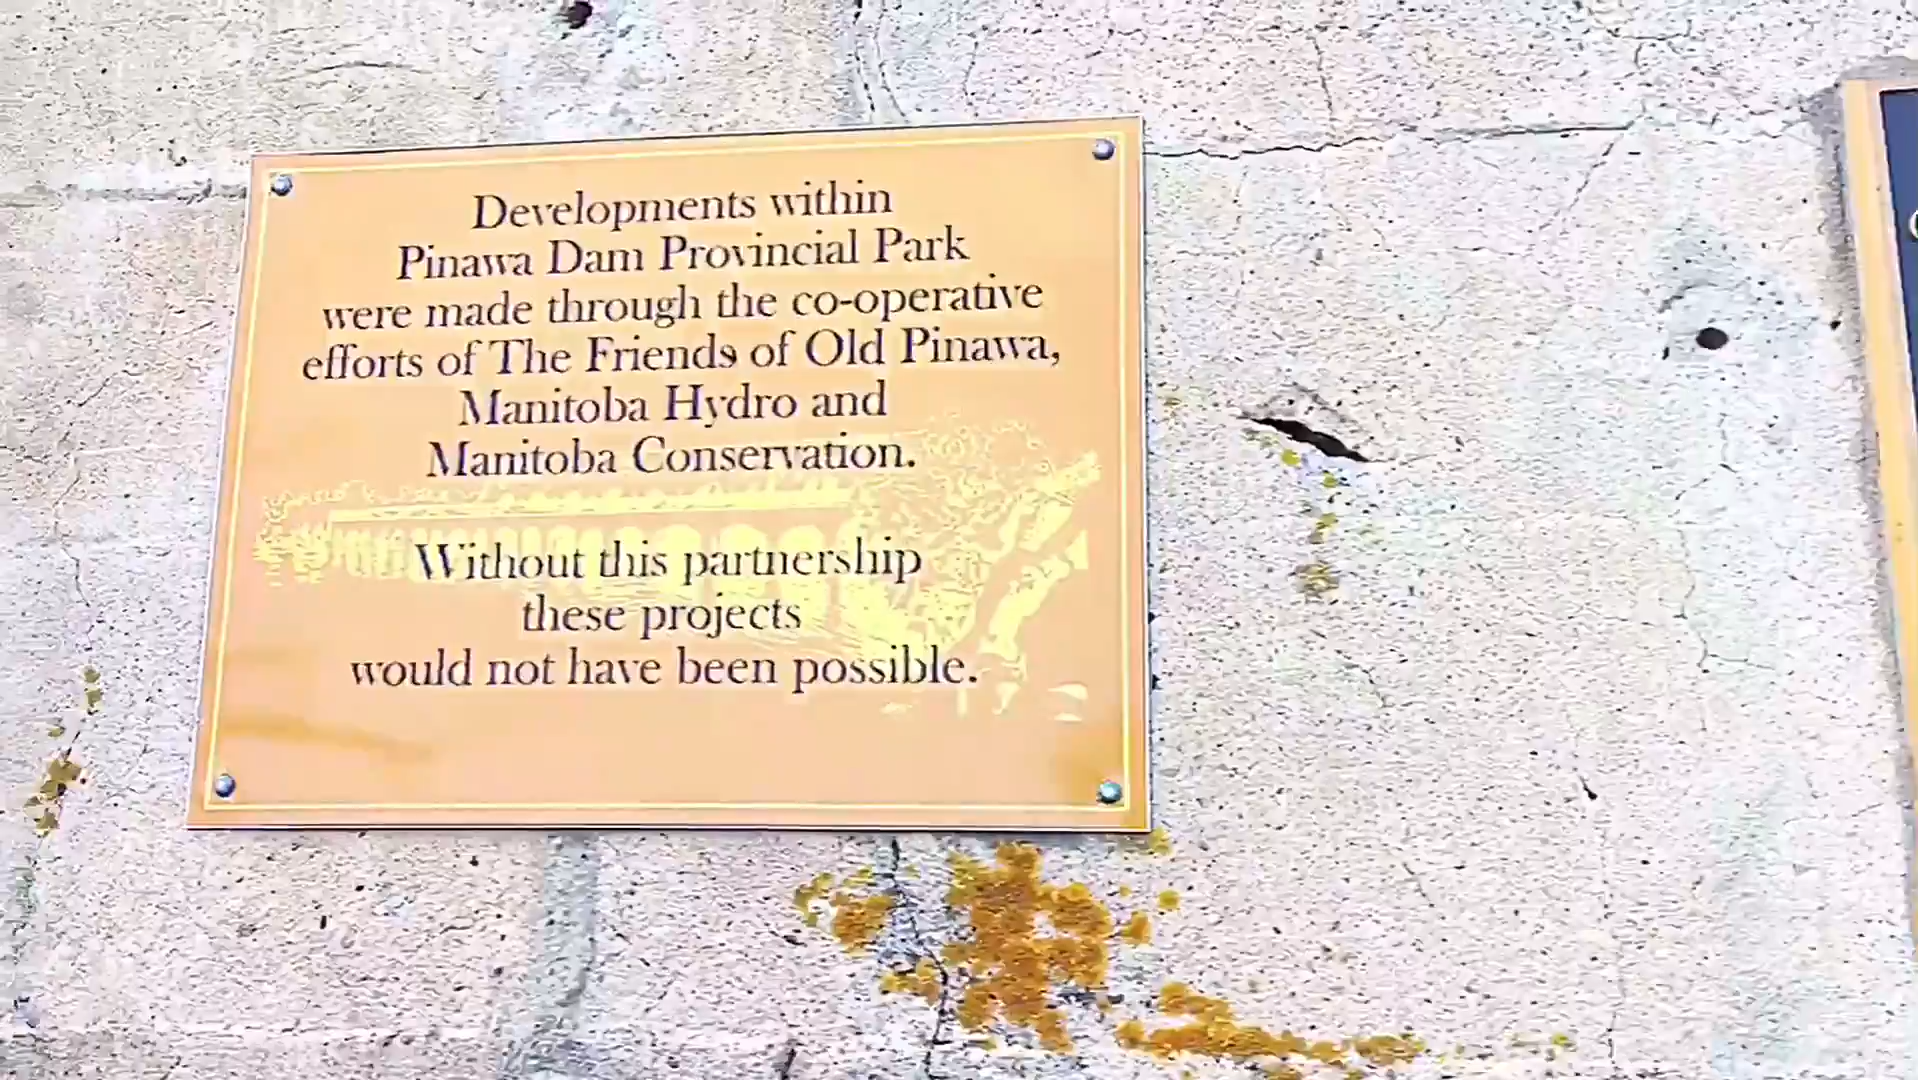 Developments within
Pinawa Dam Provincial Park
were made through the co-operative
efforts of The Friends of Old Pinawa,
Manitoba Hydro and
Manitoba Conservation.
Without this partnership
these projects
would not have been possible.